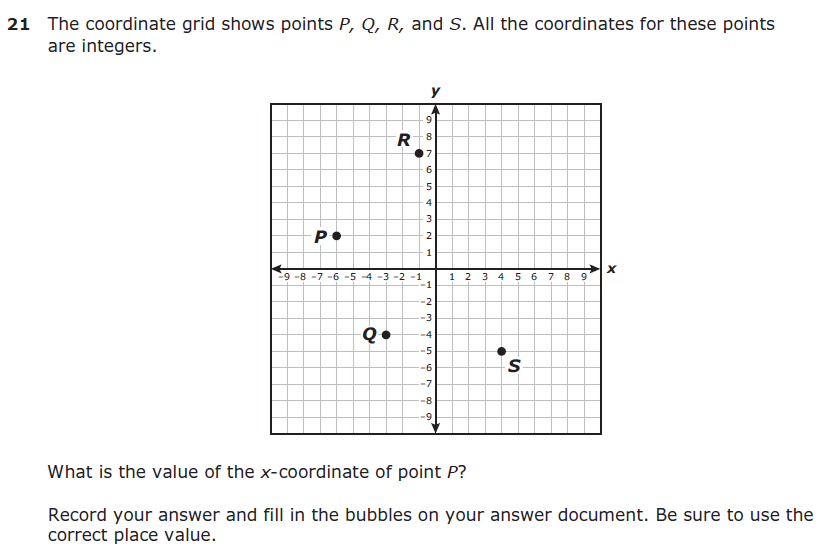 21 The coordinate grid shows points P, Q, R, and S. All the coordinates for these points
are integers.
y
9
R 8
7
6
5
4
3
P 2
1
x
-9 -8 -7 -6 -5 -4 -3 -2 -1 1 2 3 4 5 6 7 8 9
-1
-2
-3
Q -4
-5
S -6
-7
-8
-9
What is the value of the x-coordinate of point P?
Record your answer and fill in the bubbles on your answer document. Be sure to use the
correct place value.